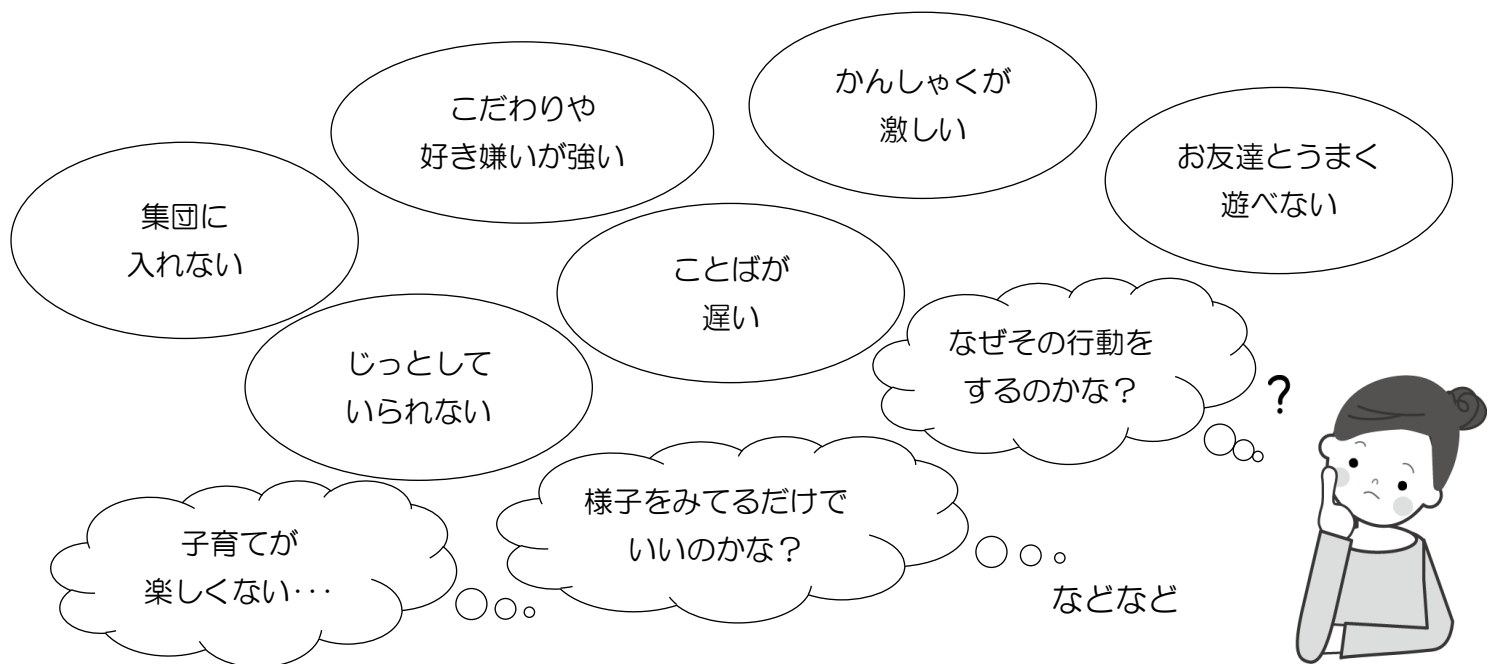 かんしゃくが
激しい
こだわりや
好き嫌いが強い
お友達とうまく
遊べない
集団に
入れない
ことばが
遅い
じっとして
いられない
なぜその行動を
するのかな？
?
様子をみてるだけで
いいのかな？
子育てが
楽しくない･･･
などなど